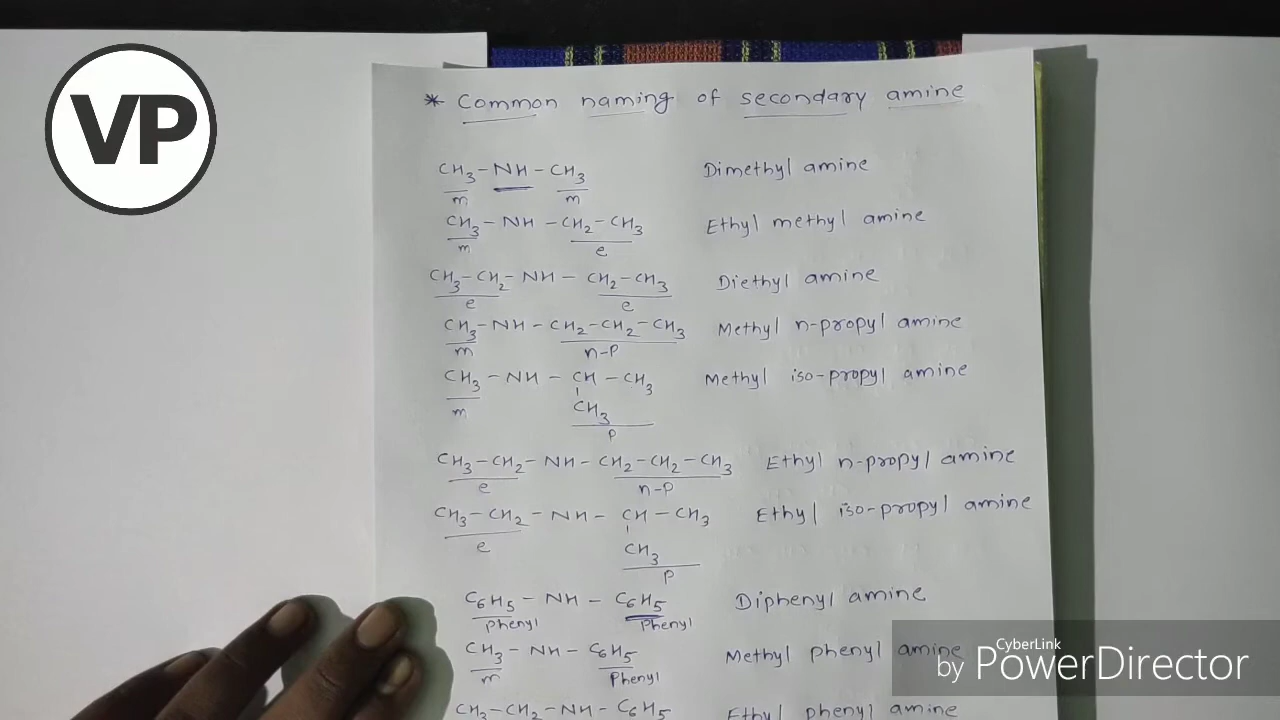 VP
* Common naming of secondary amine
CH3-NH-CH3 Dimethyl amine
m m
CH3-NH-CH2-CH3 Ethyl methyl amine
m e
CH3-CH2-NH-CH2-CH3 Diethyl amine
e e
CH3-NH-CH2-CH2-CH3 Methyl n-propyl amine
m n-P
CH3-NH-CH-CH3 Methyl iso-propyl amine
m CH3
P
CH3-CH2-NH-CH2-CH2-CH3 Ethyl n-propyl amine
e n-P
CH3-CH2-NH-CH-CH3 Ethyl iso-propyl amine
e CH3
P
C6H5-NH-C6H5 Diphenyl amine
Phenyl Phenyl
CH3-NH-C6H5 Methyl phenyl amine
m Phenyl
CH3-CH2-NH-C6H5 Ethyl phenyl amine
CyberLink
by PowerDirector